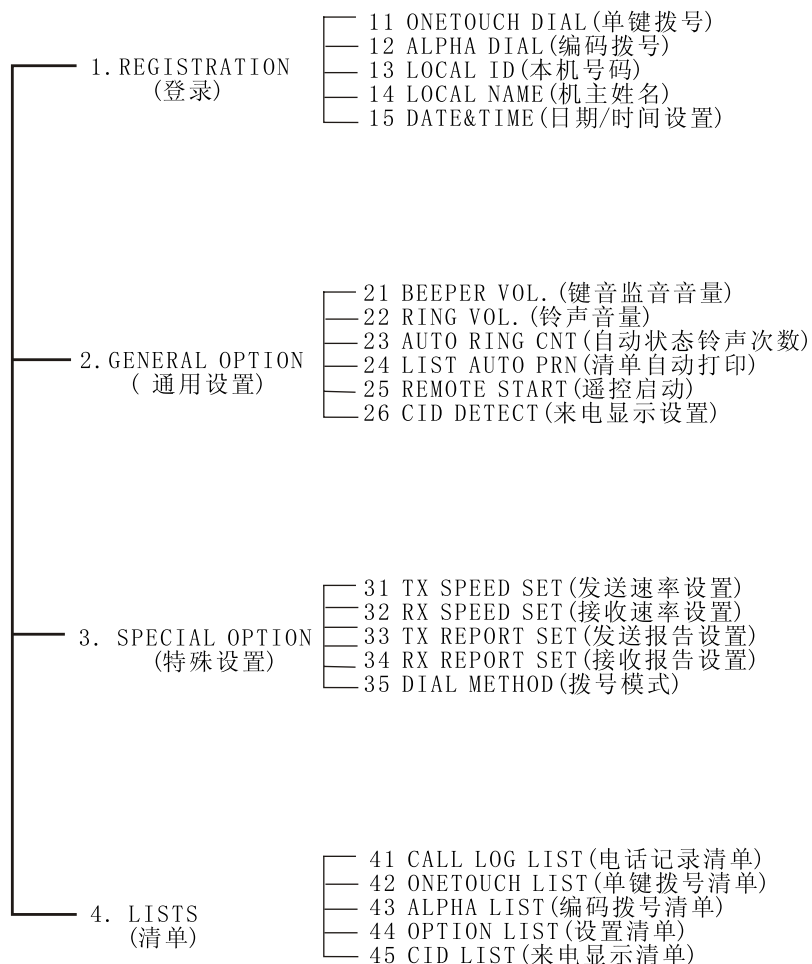 11 ONETOUCH DIAL(单键拨号)
12 ALPHA DIAL(编码拨号)
1.REGISTRATION
(登录)
13 LOCAL ID(本机号码)
14 LOCAL NAME(机主姓名)
15 DATE&TIME(日期/时间设置)
21 BEEPER VOL.(键音监音音量)
22 RING VOL.(铃声音量)
23 AUTO RING CNT(自动状态铃声次数)
2.GENERAL OPTION
( 通用设置)
24 LIST AUTO PRN(清单自动打印)
25 REMOTE START(遥控启动)
26 CID DETECT(来电显示设置)
31 TX SPEED SET(发送速率设置)
32 RX SPEED SET(接收速率设置)
3. SPECIAL OPTION
(特殊设置)
33 TX REPORT SET(发送报告设置)
34 RX REPORT SET(接收报告设置)
35 DIAL METHOD(拨号模式)
41 CALL LOG LIST(电话记录清单)
42 ONETOUCH LIST(单键拨号清单)
43 ALPHA LIST(编码拨号清单)
4. LISTS
(清单)
44 OPTION LIST(设置清单)
45 CID LIST(来电显示清单)